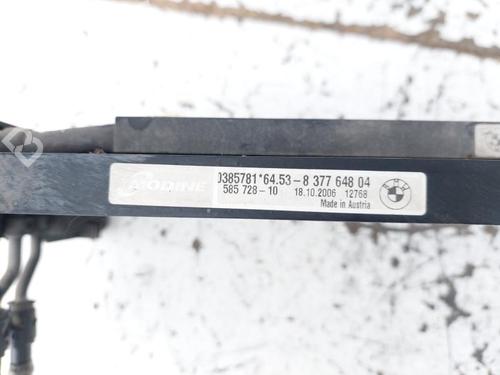 MODINE
0385781*64.53-8 377 648 04
585 728-10 18.10.2006 12768
Made in Austria